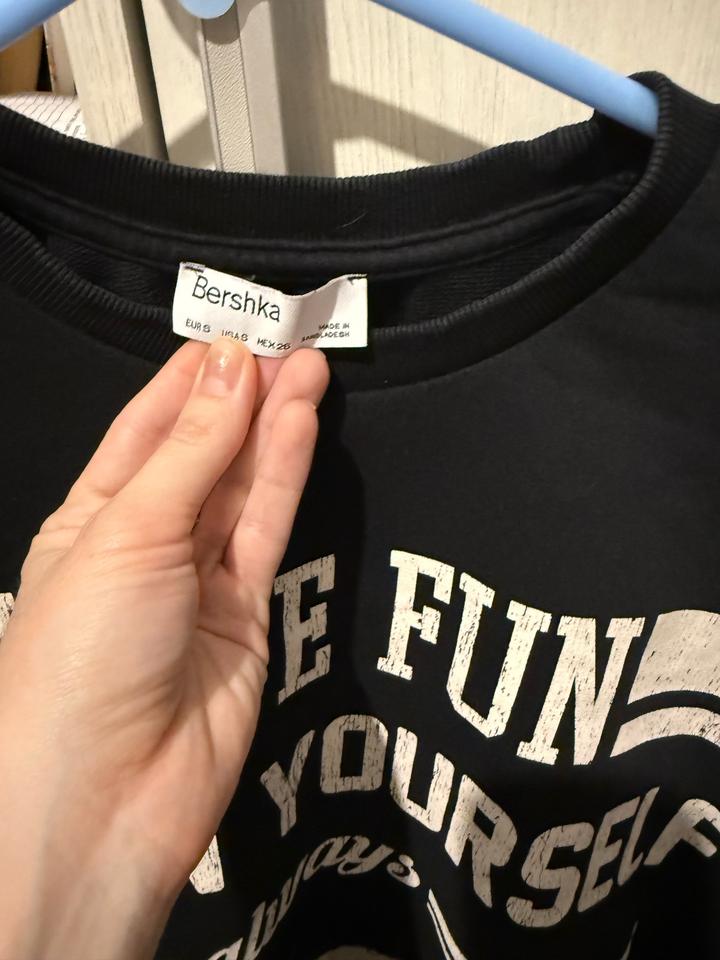 Bershka
EUR S USA S MEX 26
MADE IN
BANGLADESH
E FUN
YOURSELF
always